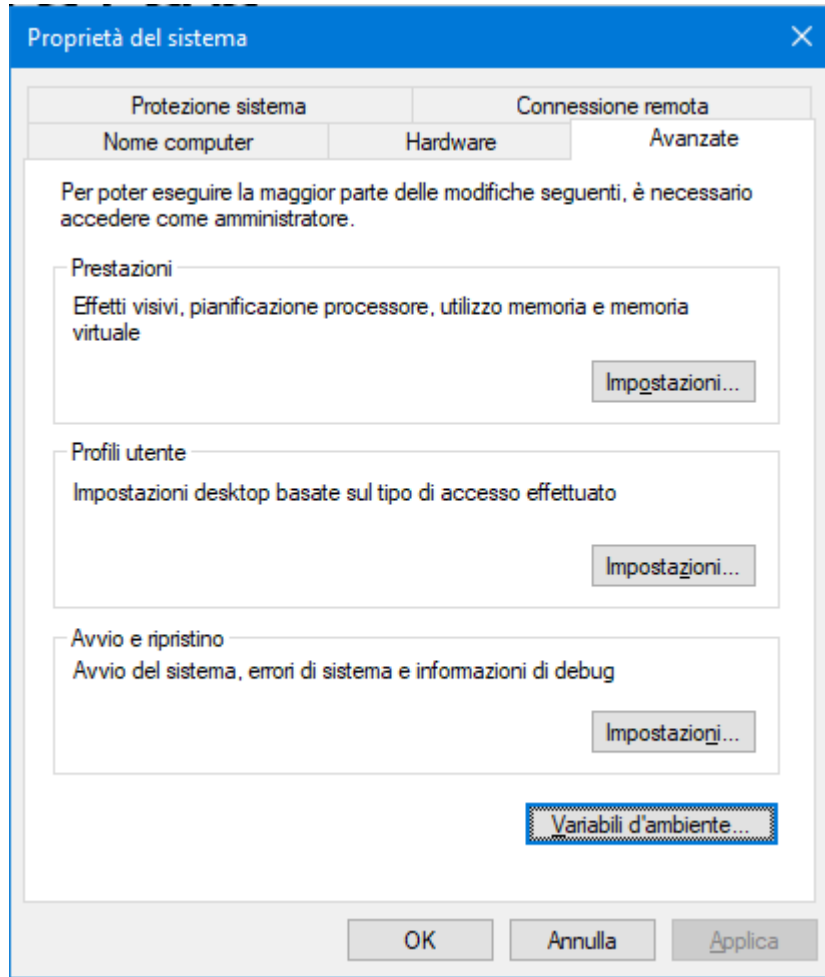 Proprietà del sistema
Protezione sistema
Connessione remota
Nome computer
Hardware
Avanzate
Per poter eseguire la maggior parte delle modifiche seguenti, è necessario
accedere come amministratore.
Prestazioni
Effetti visivi, pianificazione processore, utilizzo memoria e memoria
virtuale
Impostazioni...
Profili utente
Impostazioni desktop basate sul tipo di accesso effettuato
Impostazioni...
Avvio e ripristino
Avvio del sistema, errori di sistema e informazioni di debug
Impostazioni...
Variabili d'ambiente...
OK
Annulla
Applica